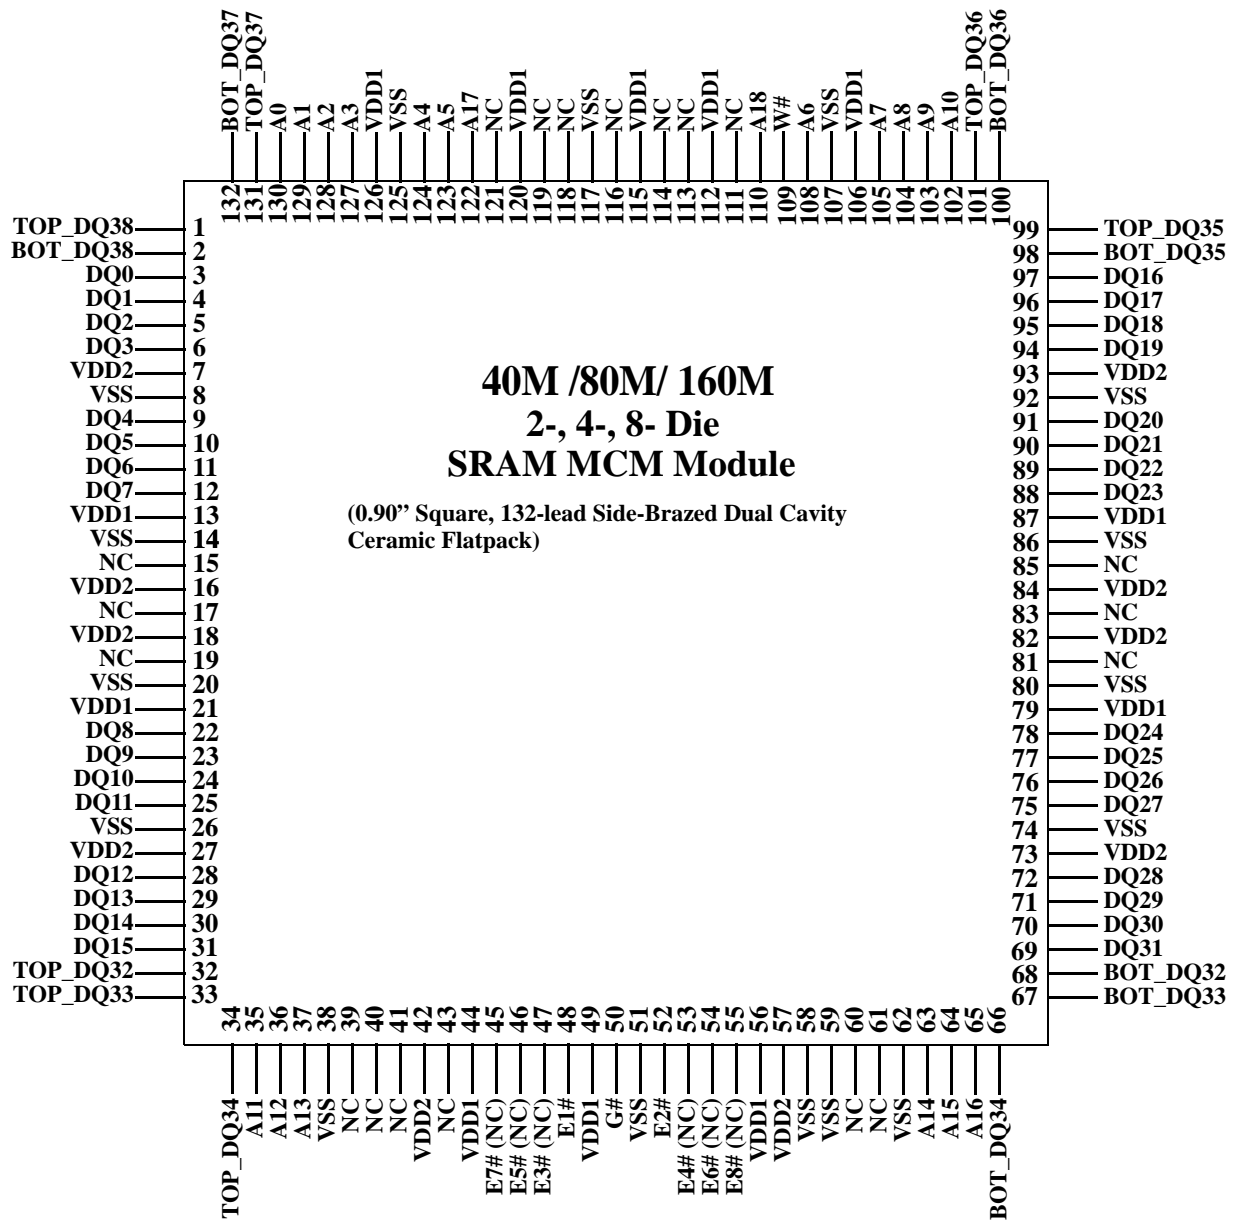 BOT_DQ37
TOP_DQ37
A0
A1
A2
A3
VDD1
VSS
A4
A5
A17
NC
VDD1
NC
NC
VSS
NC
VDD1
NC
NC
VDD1
NC
A18
W#
A6
VSS
VDD1
A7
A8
A9
A10
TOP_DQ36
BOT_DQ36
132
131
130
129
128
127
126
125
124
123
122
121
120
119
118
117
116
115
114
113
112
111
110
109
108
107
106
105
104
103
102
101
100
TOP_DQ38 1
BOT_DQ38 2
DQ0 3
DQ1 4
DQ2 5
DQ3 6
VDD2 7
VSS 8
DQ4 9
DQ5 10
DQ6 11
DQ7 12
VDD1 13
VSS 14
NC 15
VDD2 16
NC 17
VDD2 18
NC 19
VSS 20
VDD1 21
DQ8 22
DQ9 23
DQ10 24
DQ11 25
VSS 26
VDD2 27
DQ12 28
DQ13 29
DQ14 30
DQ15 31
TOP_DQ32 32
TOP_DQ33 33
40M /80M/ 160M
2-, 4-, 8- Die
SRAM MCM Module
(0.90” Square, 132-lead Side-Brazed Dual Cavity
Ceramic Flatpack)
99 TOP_DQ35
98 BOT_DQ35
97 DQ16
96 DQ17
95 DQ18
94 DQ19
93 VDD2
92 VSS
91 DQ20
90 DQ21
89 DQ22
88 DQ23
87 VDD1
86 VSS
85 NC
84 VDD2
83 NC
82 VDD2
81 NC
80 VSS
79 VDD1
78 DQ24
77 DQ25
76 DQ26
75 DQ27
74 VSS
73 VDD2
72 DQ28
71 DQ29
70 DQ30
69 DQ31
68 BOT_DQ32
67 BOT_DQ33
34
35
36
37
38
39
40
41
42
43
44
45
46
47
48
49
50
51
52
53
54
55
56
57
58
59
60
61
62
63
64
65
66
TOP_DQ34
A11
A12
A13
VSS
NC
NC
NC
VDD2
NC
VDD1
E7# (NC)
E5# (NC)
E3# (NC)
E1#
VDD1
G#
VSS
E2#
E4# (NC)
E6# (NC)
E8# (NC)
VDD1
VDD2
VSS
VSS
NC
NC
VSS
A14
A15
A16
BOT_DQ34